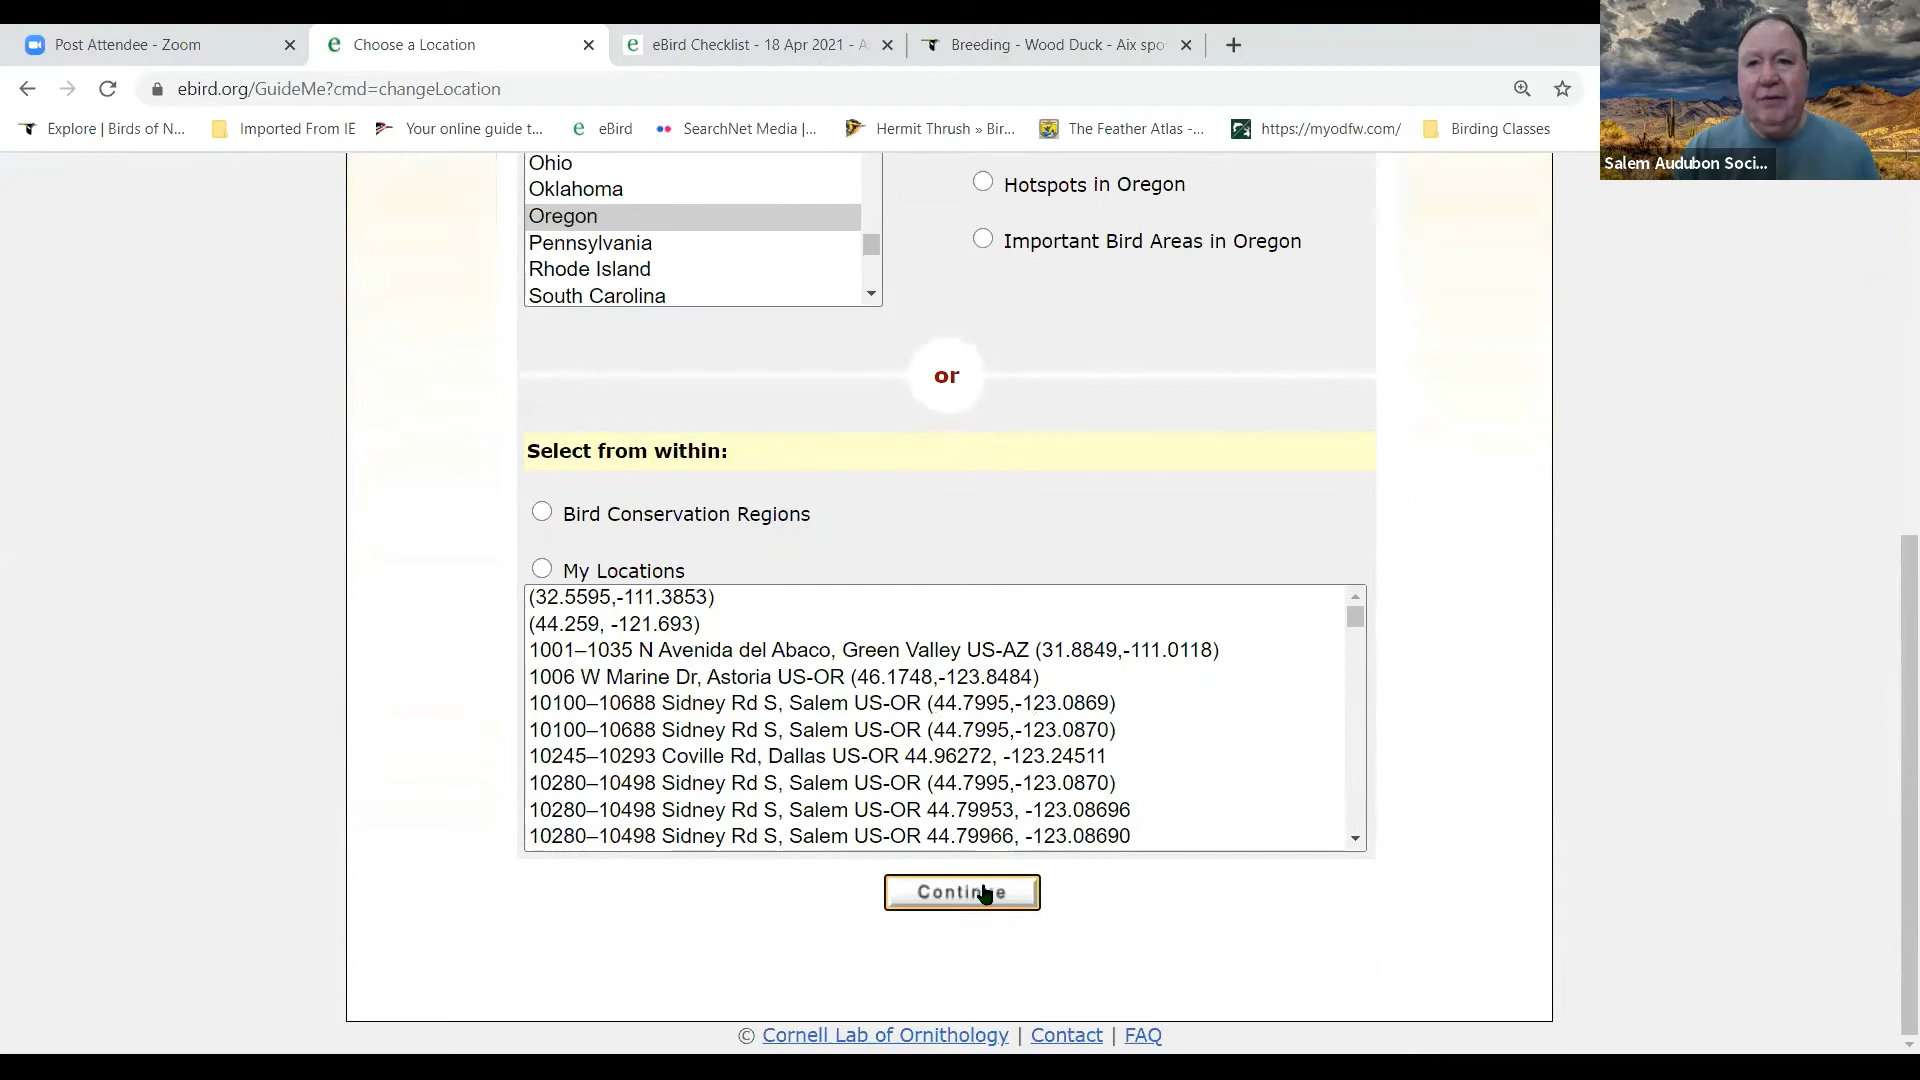 Post Attendee - Zoom
Choose a Location
eBird Checklist - 18 Apr 2021 - A
Breeding - Wood Duck - Aix spo
ebird.org/GuideMe?cmd=changeLocation
Explore | Birds of N...
Imported From IE
Your online guide t...
eBird
SearchNet Media |...
Hermit Thrush » Bir...
The Feather Atlas -...
https://myodfw.com/
Birding Classes
Salem Audubon Soci...
Ohio
Oklahoma
Oregon
Pennsylvania
Rhode Island
South Carolina
Hotspots in Oregon
Important Bird Areas in Oregon
or
Select from within:
Bird Conservation Regions
My Locations
(32.5595,-111.3853)
(44.259, -121.693)
1001–1035 N Avenida del Abaco, Green Valley US-AZ (31.8849,-111.0118)
1006 W Marine Dr, Astoria US-OR (46.1748,-123.8484)
10100–10688 Sidney Rd S, Salem US-OR (44.7995,-123.0869)
10100–10688 Sidney Rd S, Salem US-OR (44.7995,-123.0870)
10245–10293 Coville Rd, Dallas US-OR 44.96272, -123.24511
10280–10498 Sidney Rd S, Salem US-OR (44.7995,-123.0870)
10280–10498 Sidney Rd S, Salem US-OR 44.79953, -123.08696
10280–10498 Sidney Rd S, Salem US-OR 44.79966, -123.08690
Continue
© Cornell Lab of Ornithology | Contact | FAQ